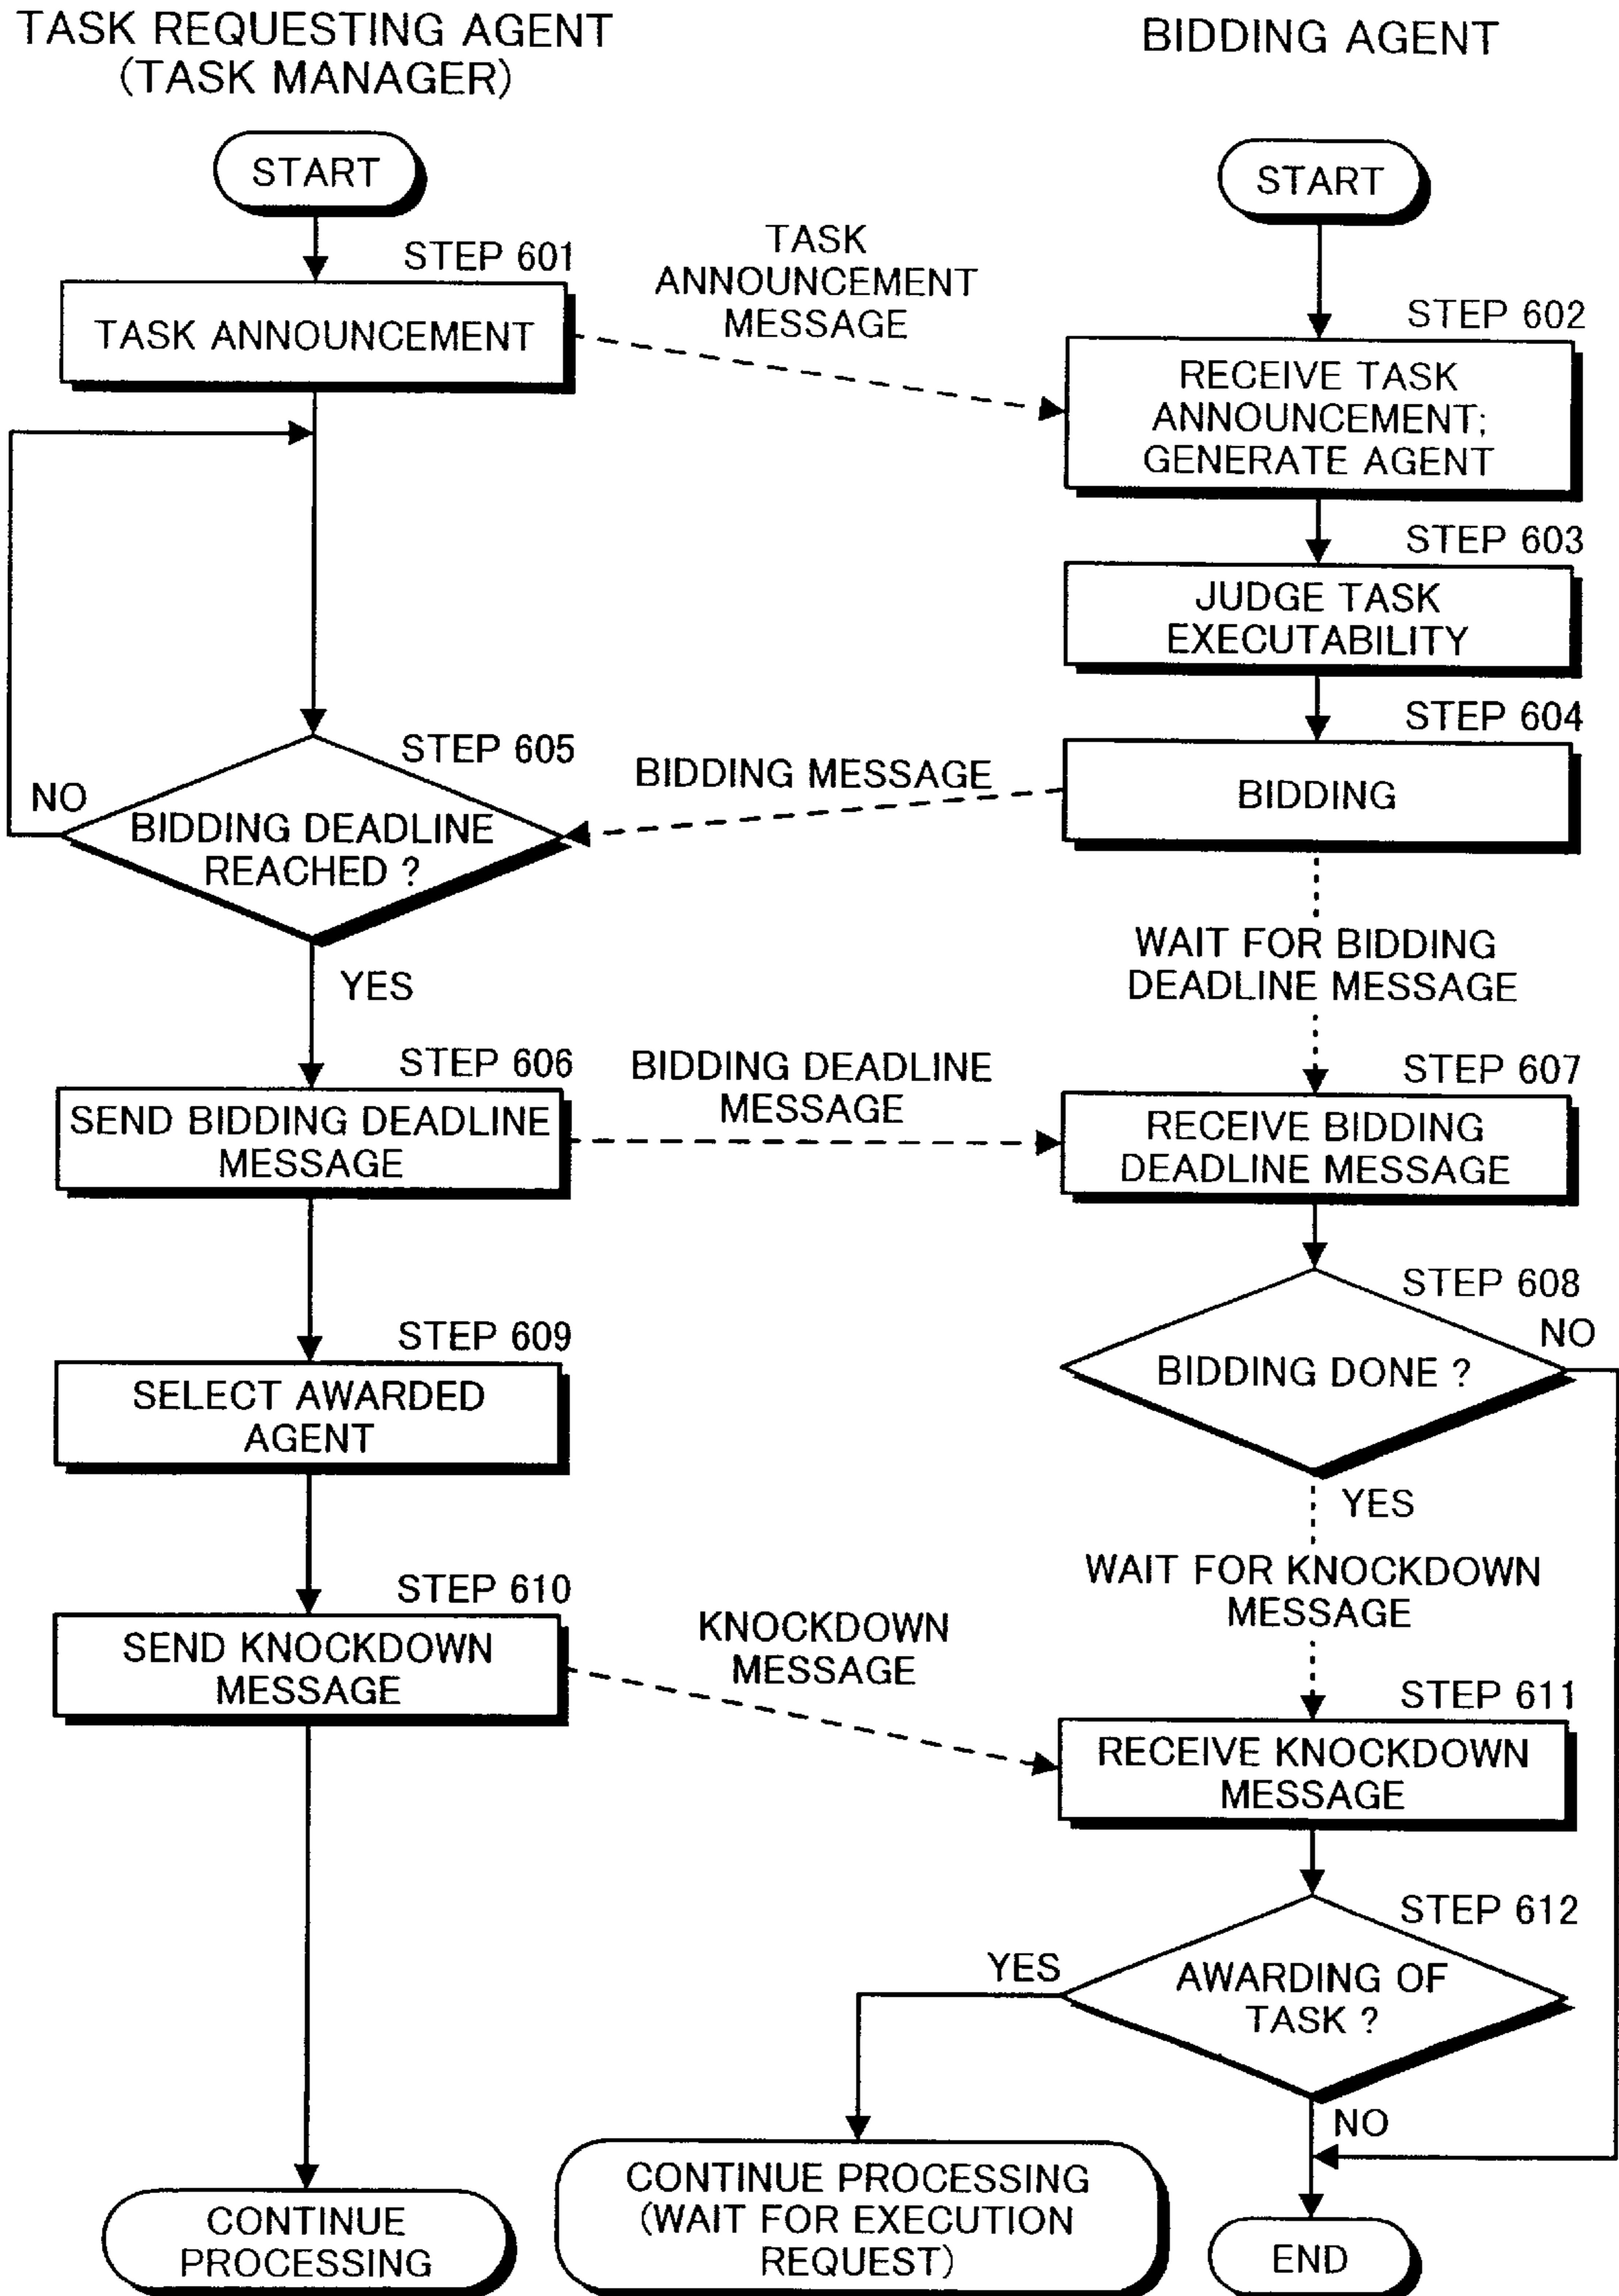 TASK REQUESTING AGENT
(TASK MANAGER)
BIDDING AGENT
START
START
STEP 601
TASK ANNOUNCEMENT
TASK
ANNOUNCEMENT
MESSAGE
STEP 602
RECEIVE TASK
ANNOUNCEMENT;
GENERATE AGENT
STEP 603
JUDGE TASK
EXECUTABILITY
STEP 604
BIDDING
BIDDING MESSAGE
STEP 605
NO
BIDDING DEADLINE
REACHED ?
YES
WAIT FOR BIDDING
DEADLINE MESSAGE
STEP 606
SEND BIDDING DEADLINE
MESSAGE
BIDDING DEADLINE
MESSAGE
STEP 607
RECEIVE BIDDING
DEADLINE MESSAGE
STEP 608
NO
BIDDING DONE ?
YES
STEP 609
SELECT AWARDED
AGENT
WAIT FOR KNOCKDOWN
MESSAGE
STEP 610
SEND KNOCKDOWN
MESSAGE
KNOCKDOWN
MESSAGE
STEP 611
RECEIVE KNOCKDOWN
MESSAGE
STEP 612
YES
AWARDING OF
TASK ?
NO
CONTINUE
PROCESSING
CONTINUE PROCESSING
(WAIT FOR EXECUTION
REQUEST)
END